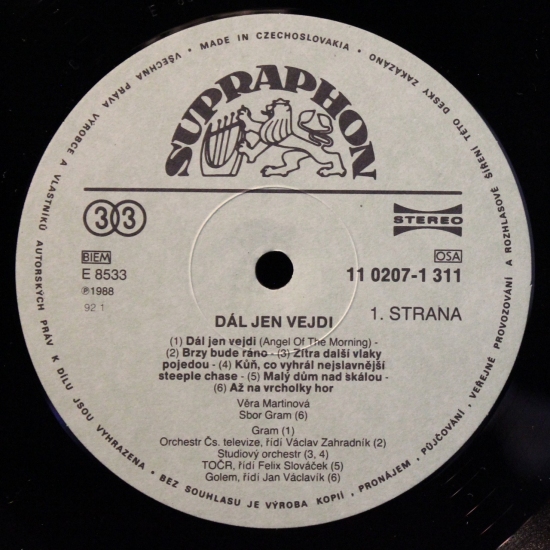 VŠECHNA PRÁVA VÝROBCE A VLASTNÍKŮ AUTORSKÝCH PRÁV K DÍLU JSOU VYHRAZENA • BEZ SOUHLASU JE VÝROBA KOPIÍ, PRONÁJEM, PŮJČOVÁNÍ, VEŘEJNÉ PROVOZOVÁNÍ A ROZHLASOVÉ ŠÍŘENÍ TÉTO DESKY ZAKÁZÁNO • MADE IN CZECHOSLOVAKIA •
SUPRAPHON
33
STEREO
BIEM
OSA
E 8533
11 0207-1 311
℗1988
92 1
1. STRANA
DÁL JEN VEJDI
(1) Dál jen vejdi (Angel Of The Morning) -
(2) Brzy bude ráno - (3) Zítra další vlaky
pojedou - (4) Kůň, co vyhrál nejslavnější
steeple chase - (5) Malý dům nad skálou -
(6) Až na vrcholky hor
Věra Martinová
Sbor Gram (6)
Gram (1)
Orchestr Čs. televize, řídí Václav Zahradník (2)
Studiový orchestr (3, 4)
TOČR, řídí Felix Slováček (5)
Golem, řídí Jan Václavík (6)